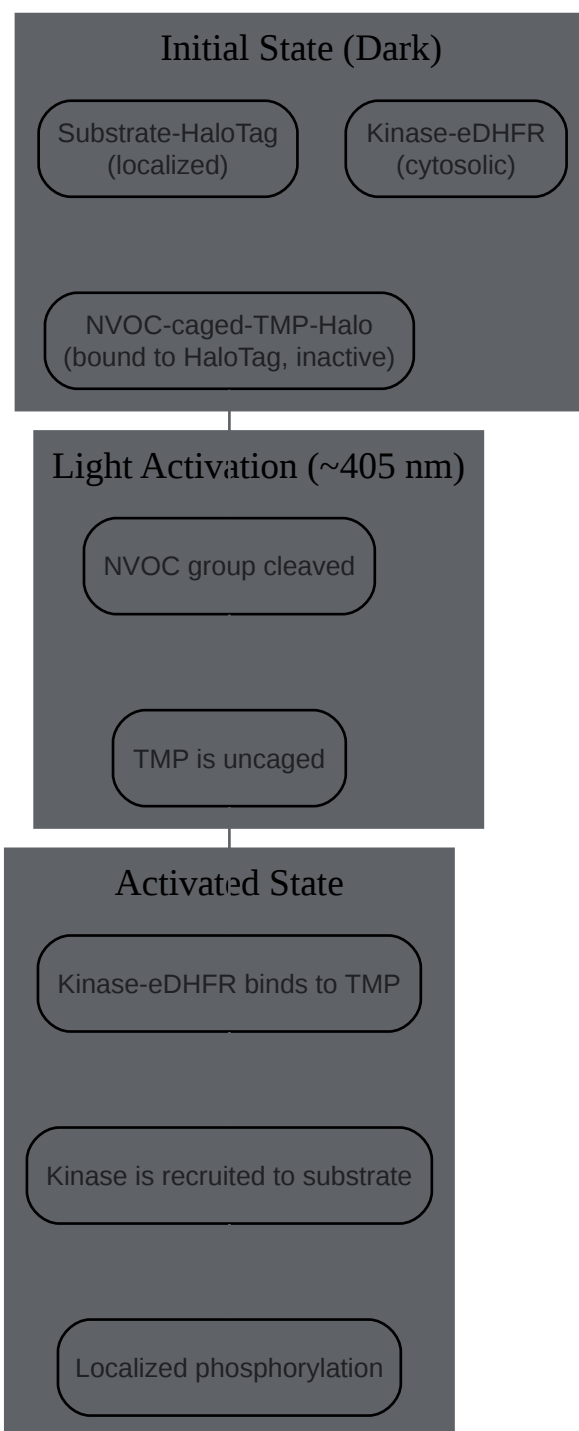 Initial State (Dark)
Substrate-HaloTag
(localized)
Kinase-eDHFR
(cytosolic)
NVOC-caged-TMP-Halo
(bound to HaloTag, inactive)
Light Activation (~405 nm)
NVOC group cleaved
TMP is uncaged
Activated State
Kinase-eDHFR binds to TMP
Kinase is recruited to substrate
Localized phosphorylation